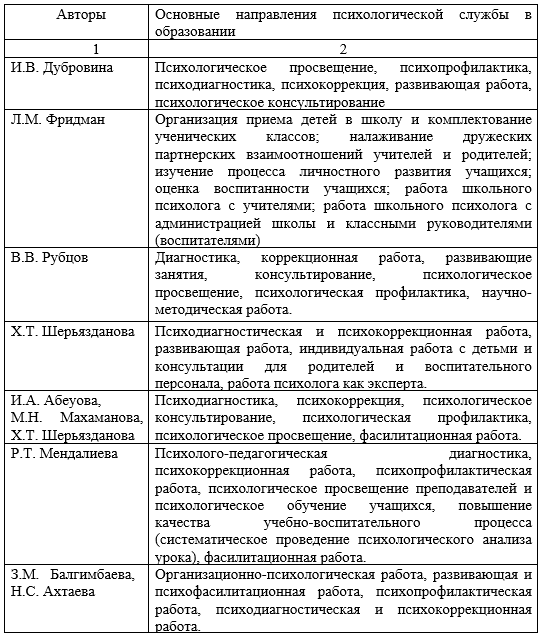 Авторы
Основные направления психологической службы в
образовании
1
2
И.В. Дубровина
Психологическое просвещение, психопрофилактика,
психодиагностика, психокоррекция, развивающая работа,
психологическое консультирование
Л.М. Фридман
Организация приема детей в школу и комплектование
ученических классов; налаживание дружеских
партнерских взаимоотношений учителей и родителей;
изучение процесса личностного развития учащихся;
оценка воспитанности учащихся; работа школьного
психолога с учителями; работа школьного психолога с
администрацией школы и классными руководителями
(воспитателями)
В.В. Рубцов
Диагностика, коррекционная работа, развивающие
занятия, консультирование, психологическое
просвещение, психологическая профилактика, научно-
методическая работа.
Х.Т. Шерьязданова
Психодиагностическая и психокоррекционная работа,
развивающая работа, индивидуальная работа с детьми и
консультации для родителей и воспитательного
персонала, работа психолога как эксперта.
И.А. Абеуова,
М.Н. Махаманова,
Х.Т. Шерьязданова
Психодиагностика, психокоррекция, психологическое
консультирование, психологическая профилактика,
психологическое просвещение, фасилитационная работа.
Р.Т. Мендалиева
Психолого-педагогическая диагностика,
психокоррекционная работа, психопрофилактическая
работа, психологическое просвещение преподавателей и
психологическое обучение учащихся, повышение
качества учебно-воспитательного процесса
(систематическое проведение психологического анализа
урока), фасилитационная работа.
З.М. Балгимбаева,
Н.С. Ахтаева
Организационно-психологическая работа, развивающая и
психофасилитационная работа, психопрофилактическая
работа, психодиагностическая и психокоррекционная
работа.